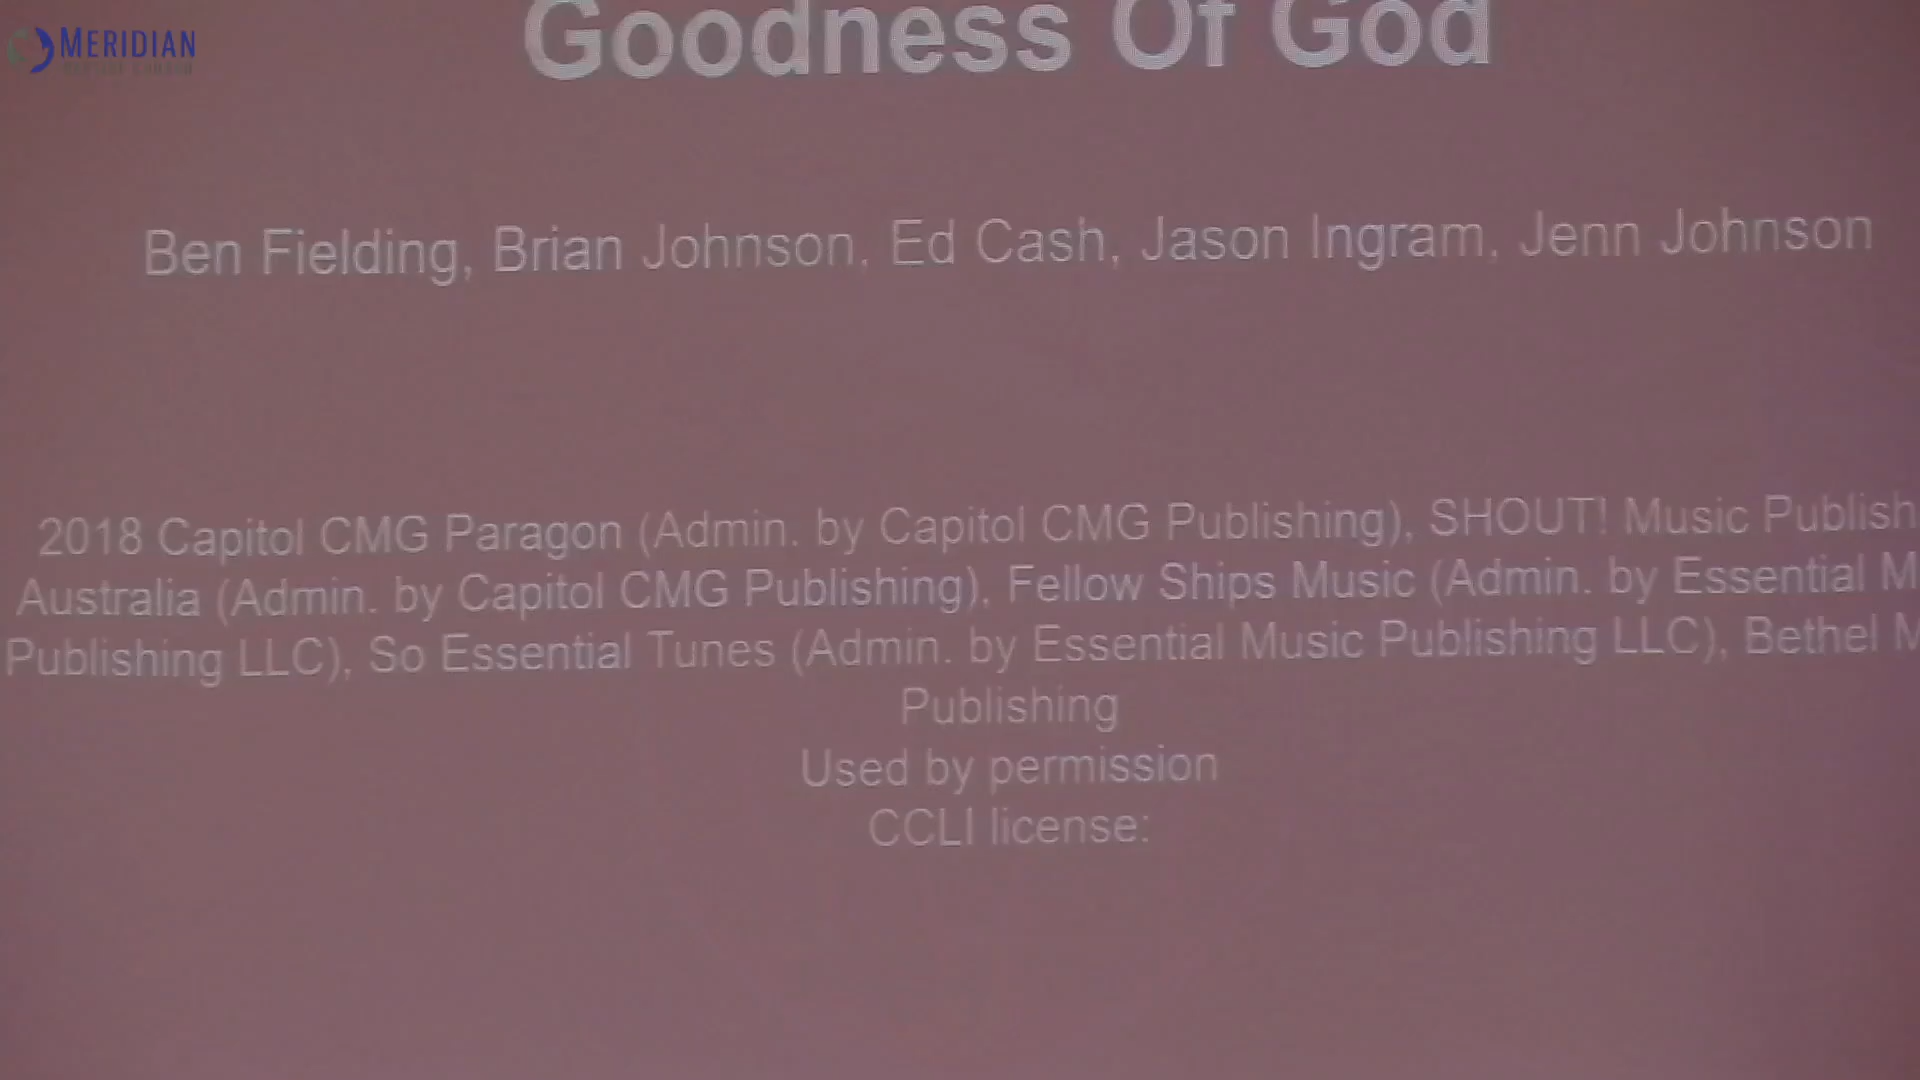 Goodness Of God
MERIDIAN
BAPTIST CHURCH
Ben Fielding, Brian Johnson, Ed Cash, Jason Ingram, Jenn Johnson
2018 Capitol CMG Paragon (Admin. by Capitol CMG Publishing), SHOUT! Music Publish
Australia (Admin. by Capitol CMG Publishing), Fellow Ships Music (Admin. by Essential M
Publishing LLC), So Essential Tunes (Admin. by Essential Music Publishing LLC), Bethel M
Publishing
Used by permission
CCLI license: